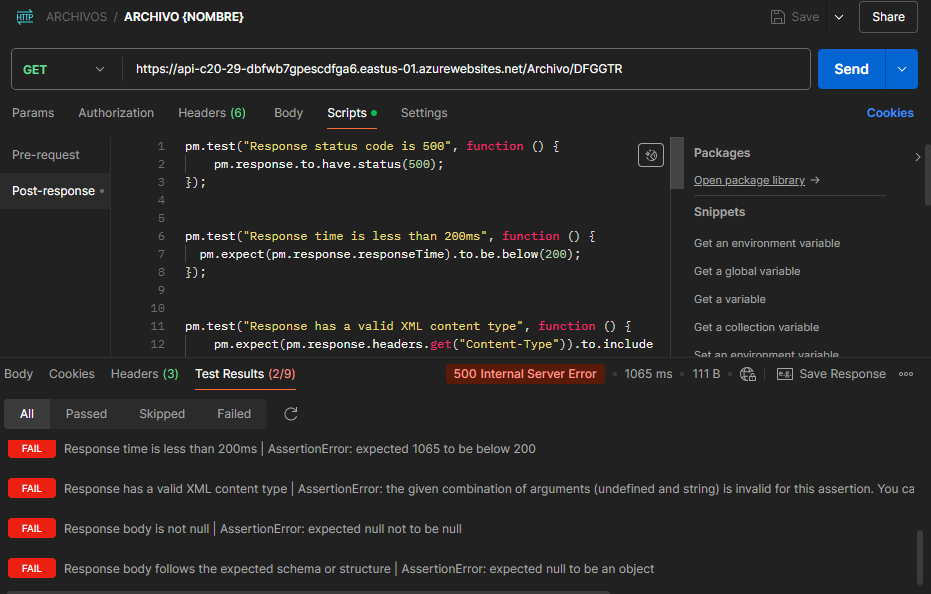 HTTP ARCHIVOS / ARCHIVO {NOMBRE} Save Share
GET https://api-c20-29-dbfwb7gpescdfga6.eastus-01.azurewebsites.net/Archivo/DFGGTR Send
Params Authorization Headers (6) Body Scripts Settings Cookies
Pre-request
Post-response
1 pm.test("Response status code is 500", function () {
2 pm.response.to.have.status(500);
3 });
4
5
6 pm.test("Response time is less than 200ms", function () {
7 pm.expect(pm.response.responseTime).to.be.below(200);
8 });
9
10
11 pm.test("Response has a valid XML content type", function () {
12 pm.expect(pm.response.headers.get("Content-Type")).to.include
Packages
Open package library →
Snippets
Get an environment variable
Get a global variable
Get a variable
Get a collection variable
Set an environment variable
Body Cookies Headers (3) Test Results (2/9) 500 Internal Server Error • 1065 ms • 111 B • e.g. Save Response
All Passed Skipped Failed
FAIL Response time is less than 200ms | AssertionError: expected 1065 to be below 200
FAIL Response has a valid XML content type | AssertionError: the given combination of arguments (undefined and string) is invalid for this assertion. You ca
FAIL Response body is not null | AssertionError: expected null not to be null
FAIL Response body follows the expected schema or structure | AssertionError: expected null to be an object